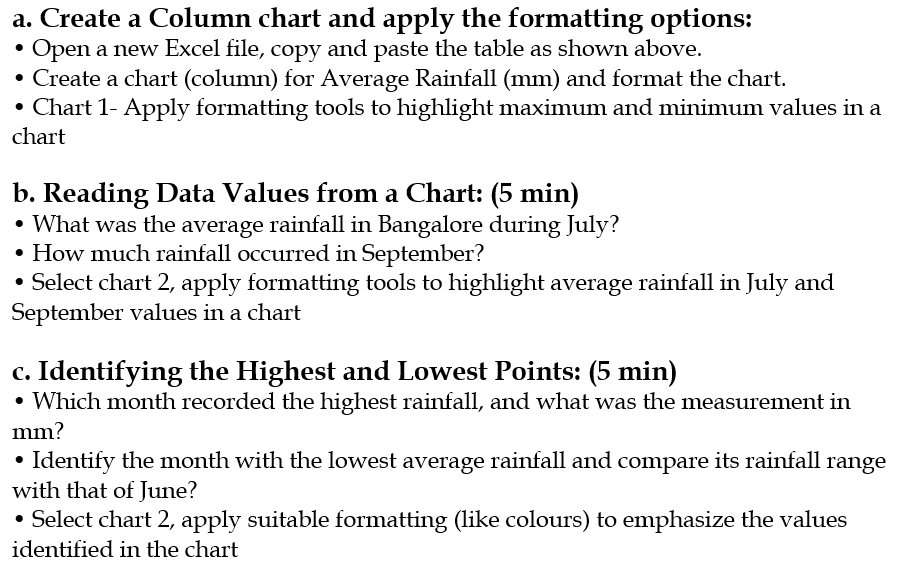 a. Create a Column chart and apply the formatting options:
• Open a new Excel file, copy and paste the table as shown above.
• Create a chart (column) for Average Rainfall (mm) and format the chart.
• Chart 1- Apply formatting tools to highlight maximum and minimum values in a
chart
b. Reading Data Values from a Chart: (5 min)
• What was the average rainfall in Bangalore during July?
• How much rainfall occurred in September?
• Select chart 2, apply formatting tools to highlight average rainfall in July and
September values in a chart
c. Identifying the Highest and Lowest Points: (5 min)
• Which month recorded the highest rainfall, and what was the measurement in
mm?
• Identify the month with the lowest average rainfall and compare its rainfall range
with that of June?
• Select chart 2, apply suitable formatting (like colours) to emphasize the values
identified in the chart